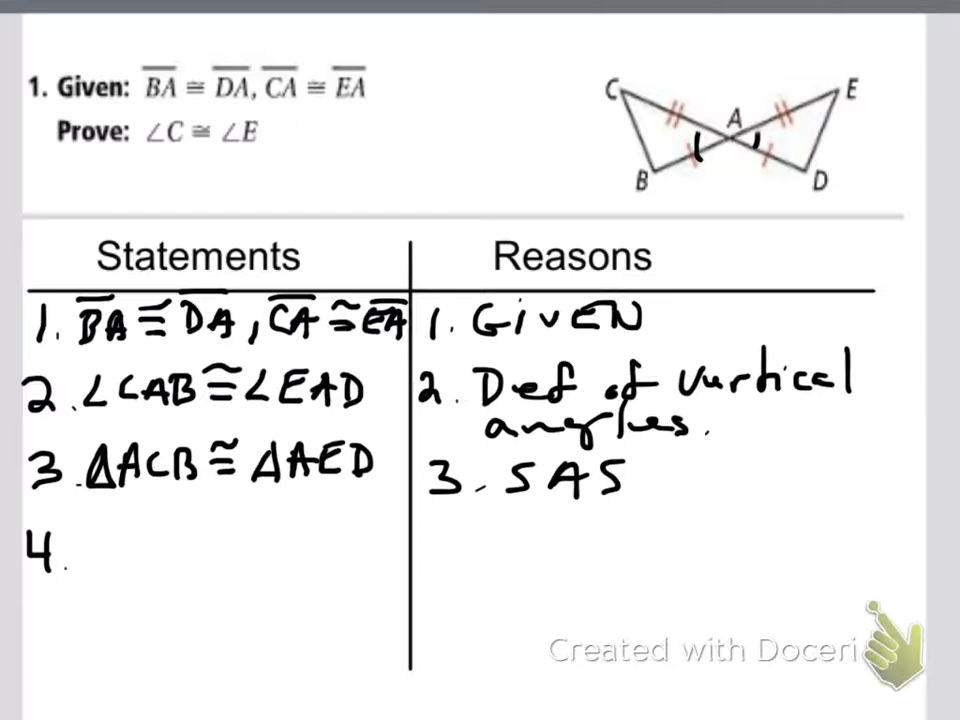 1. Given: BA ≅ DA, CA ≅ EA
Prove: ∠C ≅ ∠E
C
A
E
B
D
Statements
Reasons
1. BA ≅ DA, CA ≅ EA
1. GivEN
2. ∠CAB ≅ ∠EAD
2. Def of vurtical
angles.
3. ΔACB ≅ ΔAED
3. SAS
4.
Created with Doceri